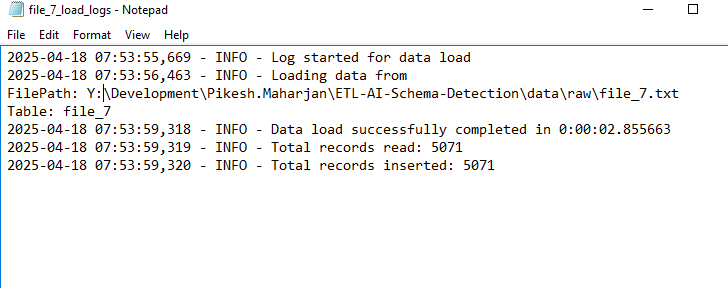 file_7_load_logs - Notepad
File Edit Format View Help
2025-04-18 07:53:55,669 - INFO - Log started for data load
2025-04-18 07:53:56,463 - INFO - Loading data from
FilePath: Y:\Development\Pikesh.Maharjan\ETL-AI-Schema-Detection\data\raw\file_7.txt
Table: file_7
2025-04-18 07:53:59,318 - INFO - Data load successfully completed in 0:00:02.855663
2025-04-18 07:53:59,319 - INFO - Total records read: 5071
2025-04-18 07:53:59,320 - INFO - Total records inserted: 5071